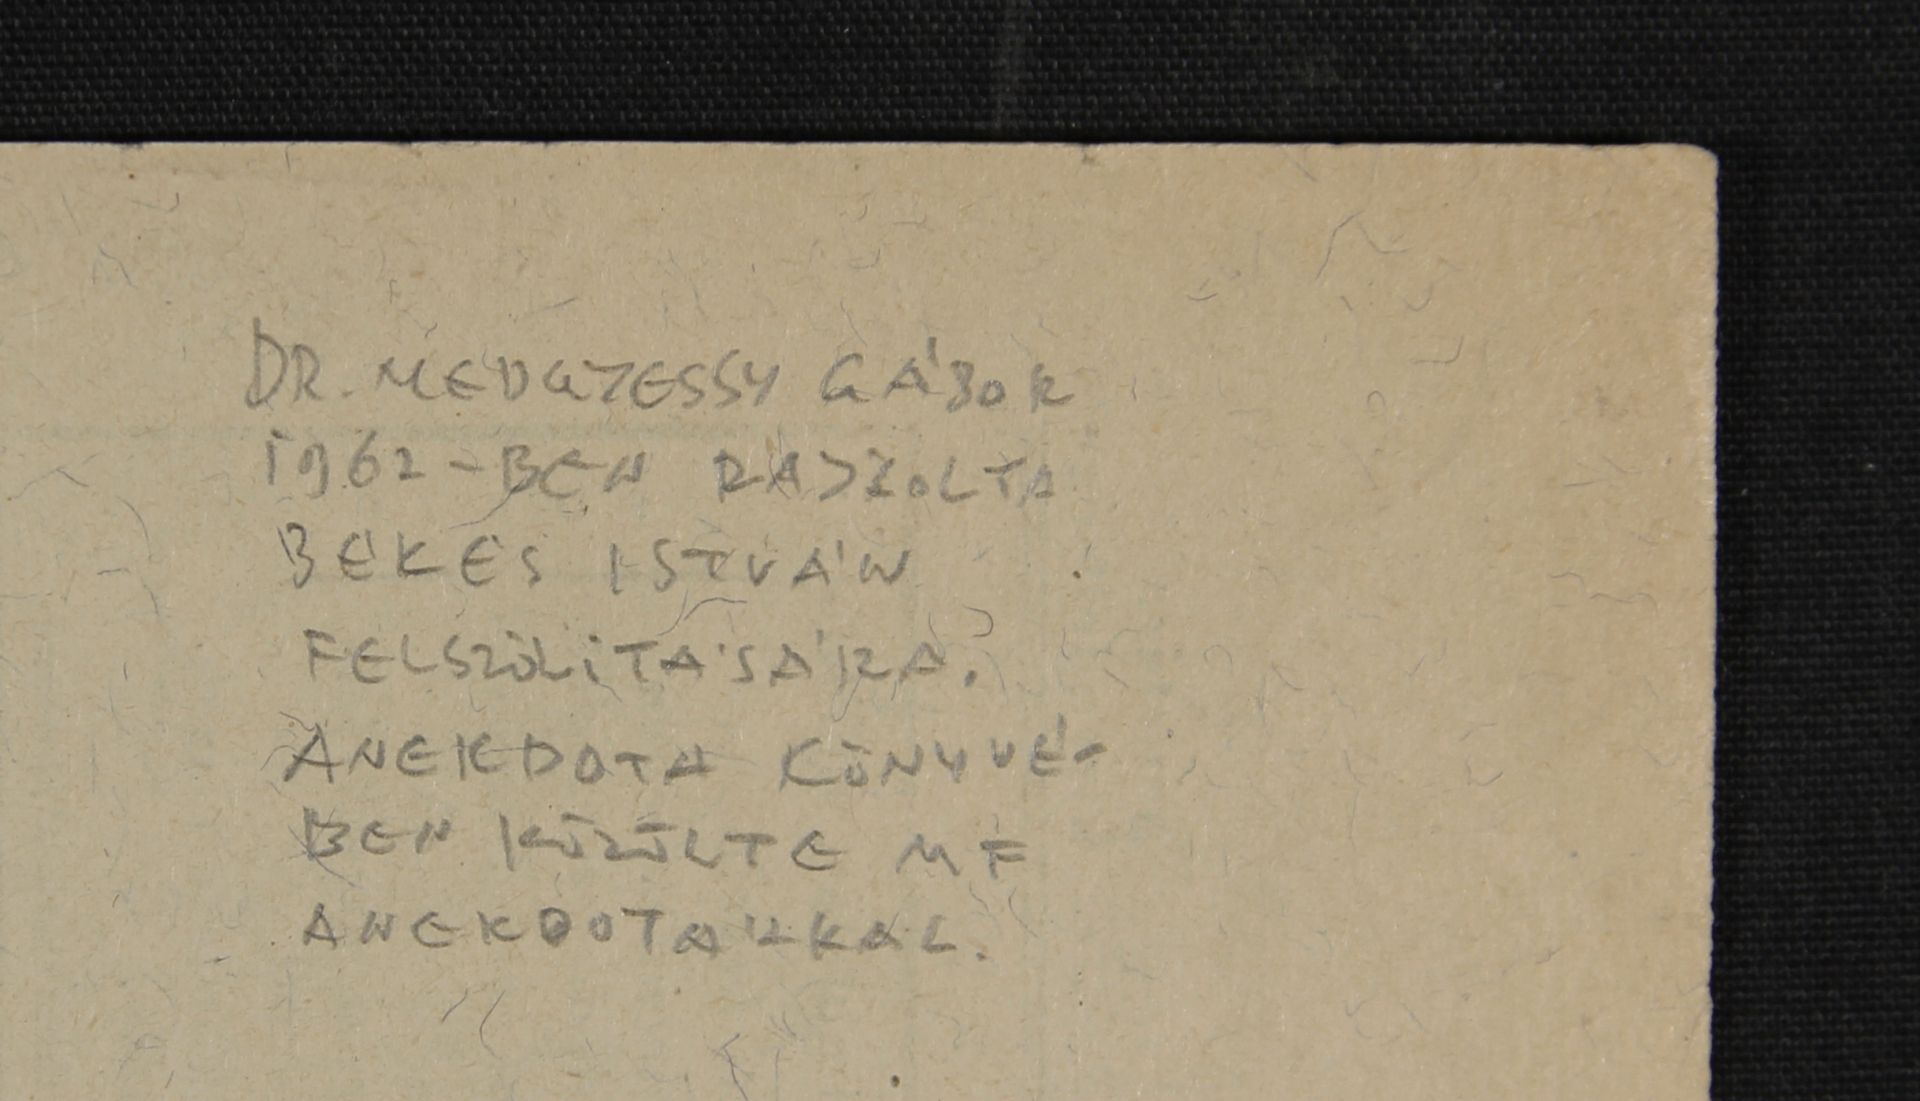 DR. MEDGYESSY GÁBOR
1962-BEN RAJZOLTA
BÉKÉS ISTVÁN
FELSZÓLITÁSÁRA.
ANEKDOTA KÖNYVÉ-
BEN KÖZÖLTE MF
ANEKDOTÁKKAL.